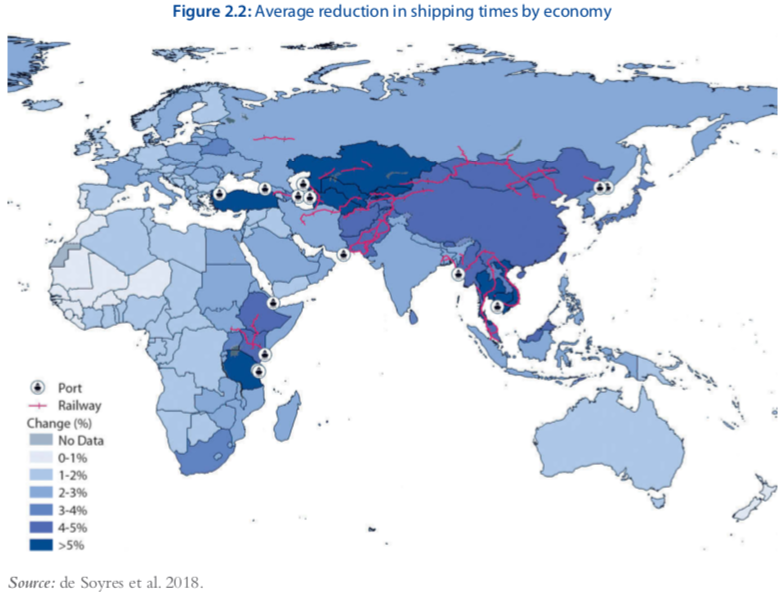 Figure 2.2: Average reduction in shipping times by economy
Port
Railway
Change (%)
No Data
0-1%
1-2%
2-3%
3-4%
4-5%
>5%
Source: de Soyres et al. 2018.